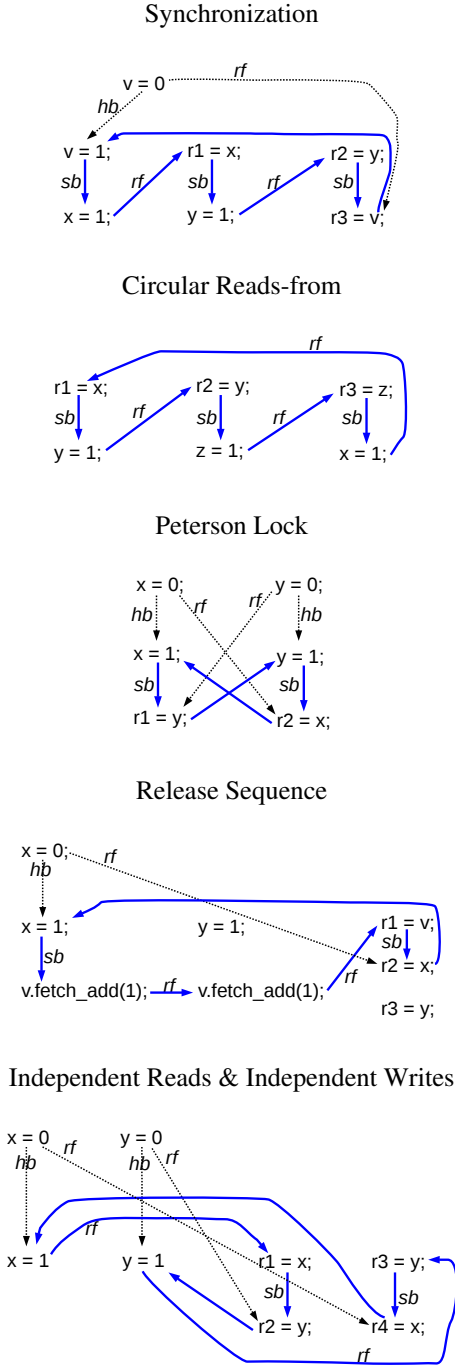 Synchronization
rf
v = 0
hb
v = 1; r1 = x; r2 = y;
sb rf sb rf sb
x = 1; y = 1; r3 = v;
Circular Reads-from
rf
r1 = x; r2 = y; r3 = z;
sb rf sb rf sb
y = 1; z = 1; x = 1;
Peterson Lock
x = 0; y = 0;
hb rf rf hb
x = 1; y = 1;
sb sb
r1 = y; r2 = x;
Release Sequence
x = 0; rf
hb
x = 1; y = 1; r1 = v;
sb sb
r2 = x;
v.fetch_add(1); rf v.fetch_add(1); rf
r3 = y;
Independent Reads & Independent Writes
x = 0 y = 0
hb rf hb rf
rf
x = 1 y = 1 r1 = x; r3 = y;
sb sb
r2 = y; r4 = x;
rf